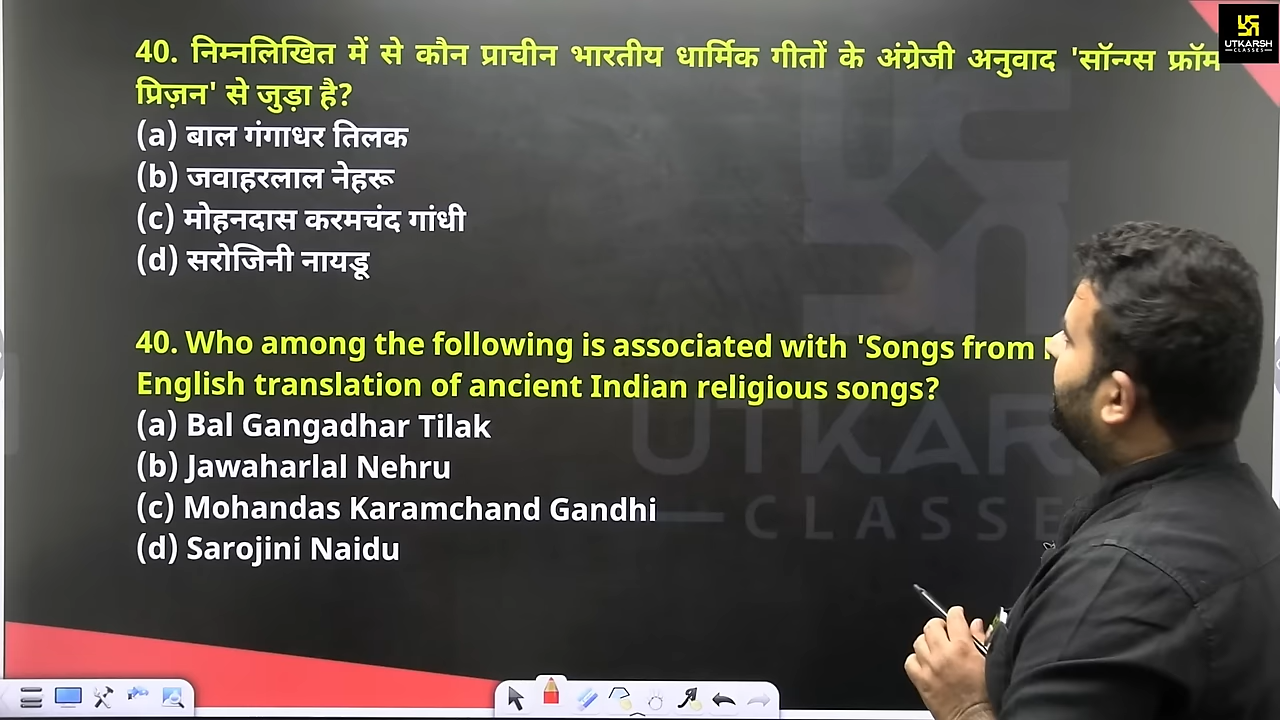 40. निम्नलिखित में से कौन प्राचीन भारतीय धार्मिक गीतों के अंग्रेजी अनुवाद 'सॉन्ग्स फ्रॉम
प्रिज़न' से जुड़ा है?
(a) बाल गंगाधर तिलक
(b) जवाहरलाल नेहरू
(c) मोहनदास करमचंद गांधी
(d) सरोजिनी नायडू
40. Who among the following is associated with 'Songs from
English translation of ancient Indian religious songs?
(a) Bal Gangadhar Tilak
(b) Jawaharlal Nehru
(c) Mohandas Karamchand Gandhi
(d) Sarojini Naidu
UTKARSH
CLASSES
UTKAR
CLASSE